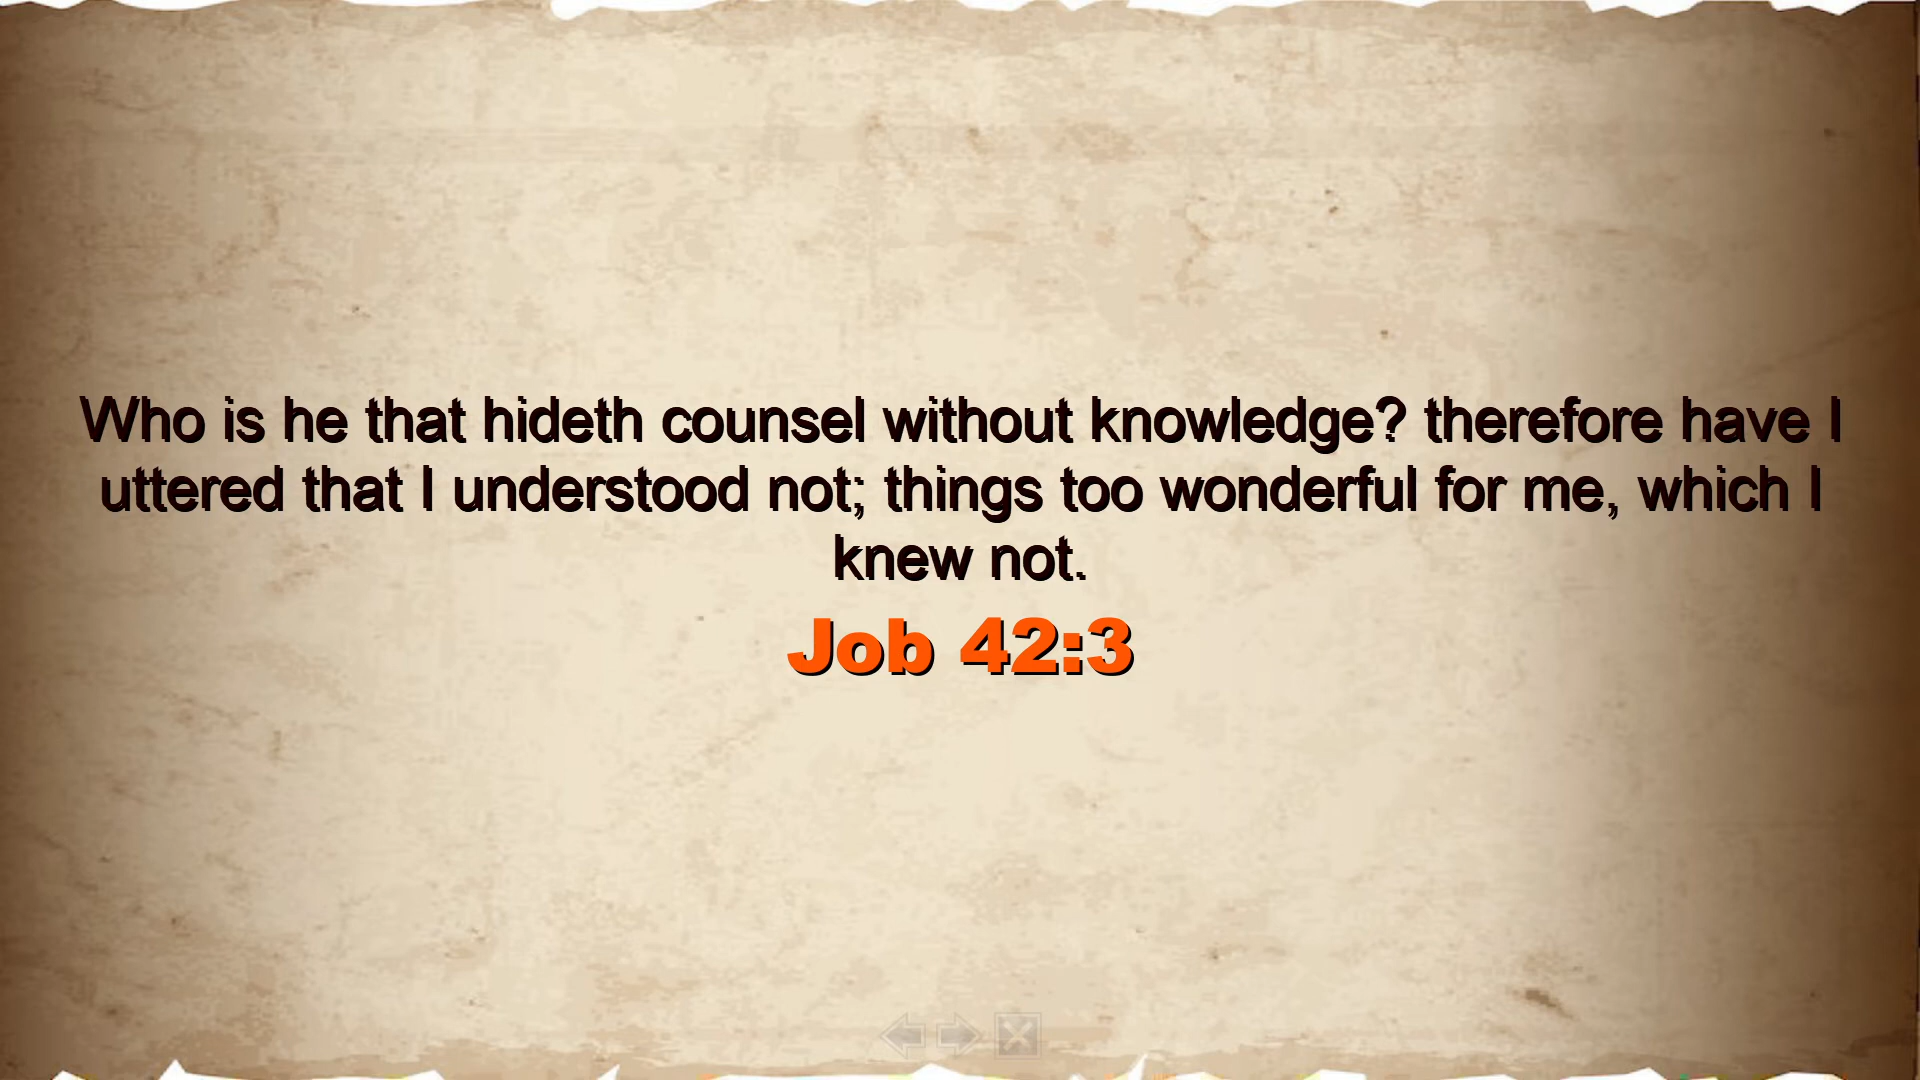 Who is he that hideth counsel without knowledge? therefore have I
uttered that I understood not; things too wonderful for me, which I
knew not.
Job 42:3